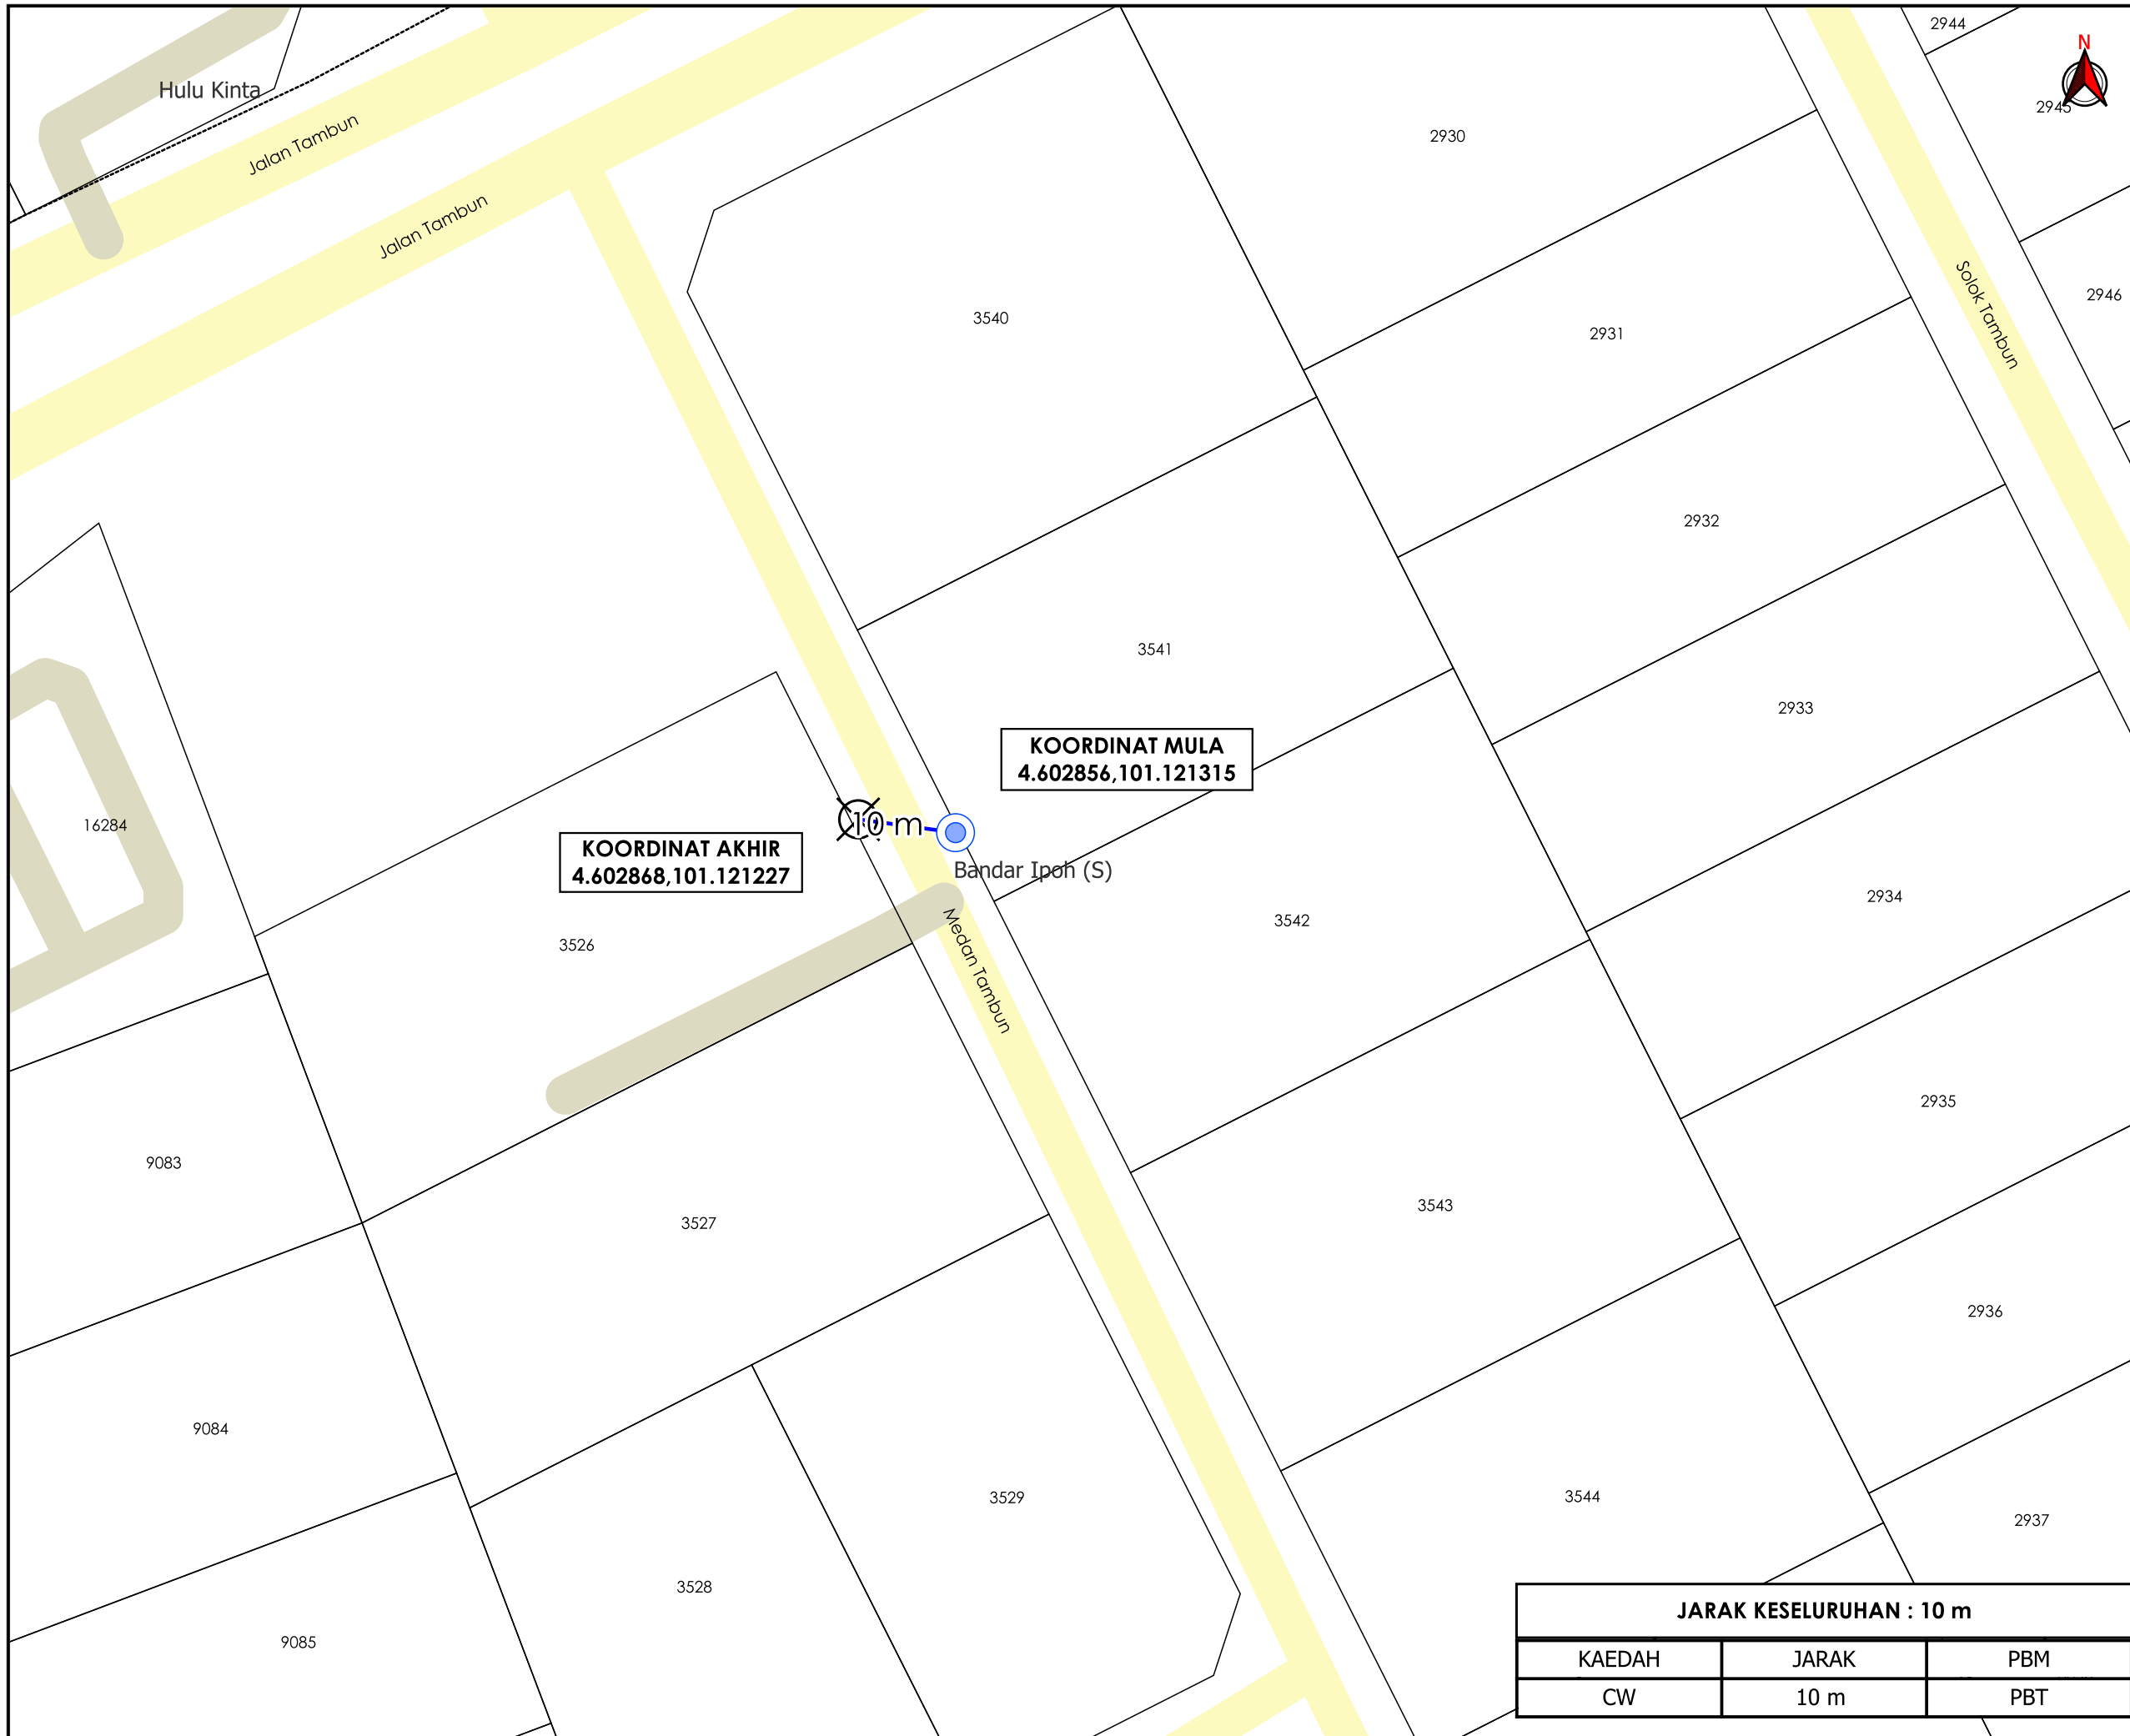 2944
N
2945
Hulu Kinta
Jalan Tambun
2930
Jalan Tambun
2946
3540
Solok Tambun
2931
2932
3541
2933
KOORDINAT MULA
4.602856,101.121315
16284
10 m
KOORDINAT AKHIR
4.602868,101.121227
Bandar Ipoh (S)
2934
3542
3526
Medan Tambun
2935
9083
3543
3527
2936
9084
3529
3544
2937
3528
9085
JARAK KESELURUHAN : 10 m
KAEDAH JARAK PBM
CW 10 m PBT